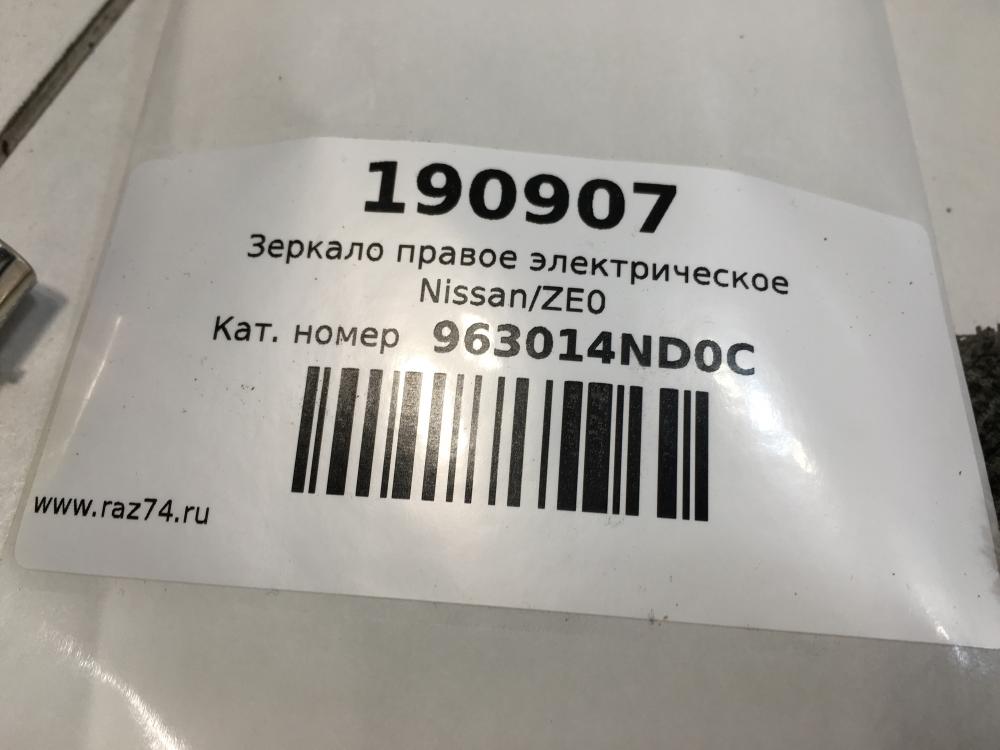 190907
Зеркало правое электрическое
Nissan/ZE0
Кат. номер 963014ND0C
www.raz74.ru